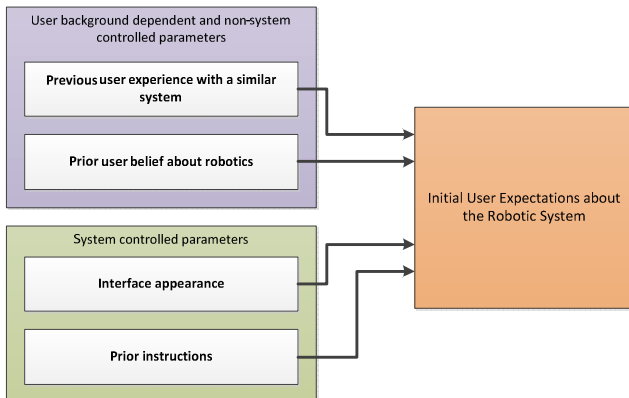 User background dependent and non-system
controlled parameters
Previous user experience with a similar
system
Prior user belief about robotics
System controlled parameters
Interface appearance
Prior instructions
Initial User Expectations about
the Robotic System